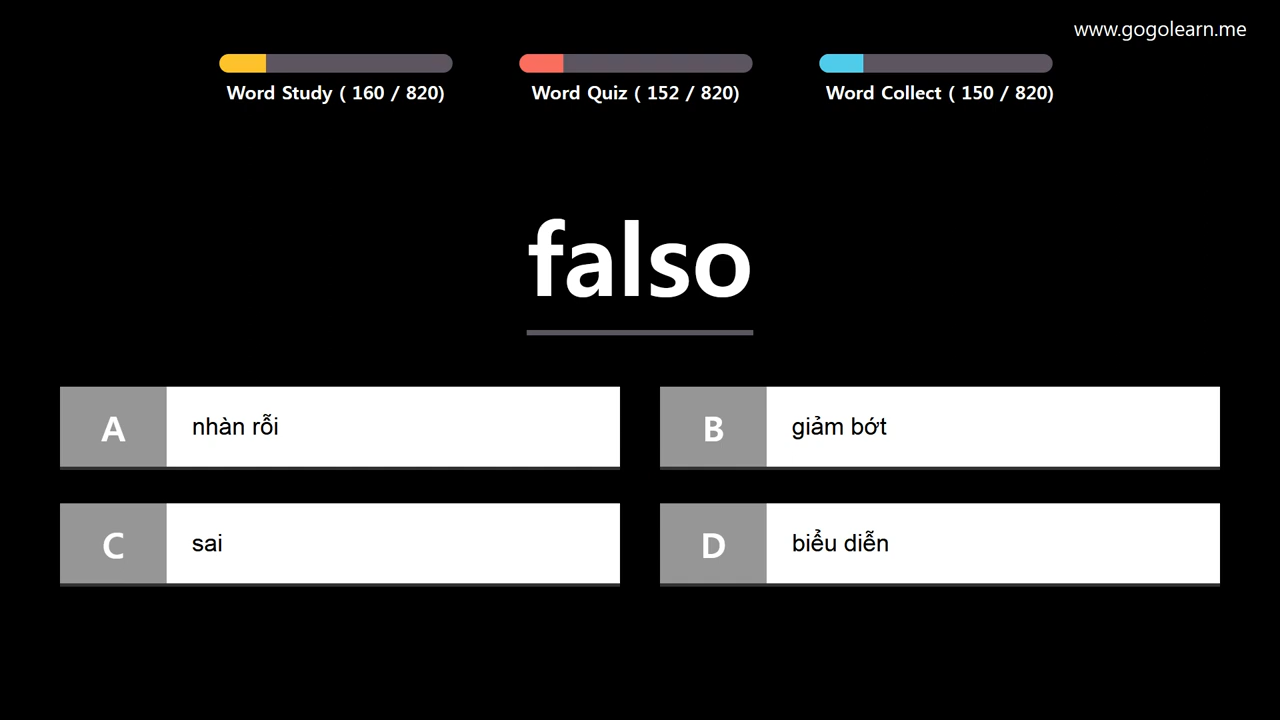 www.gogolearn.me
Word Study ( 160 / 820)
Word Quiz ( 152 / 820)
Word Collect ( 150 / 820)
falso
A
nhàn rỗi
B
giảm bớt
C
sai
D
biểu diễn